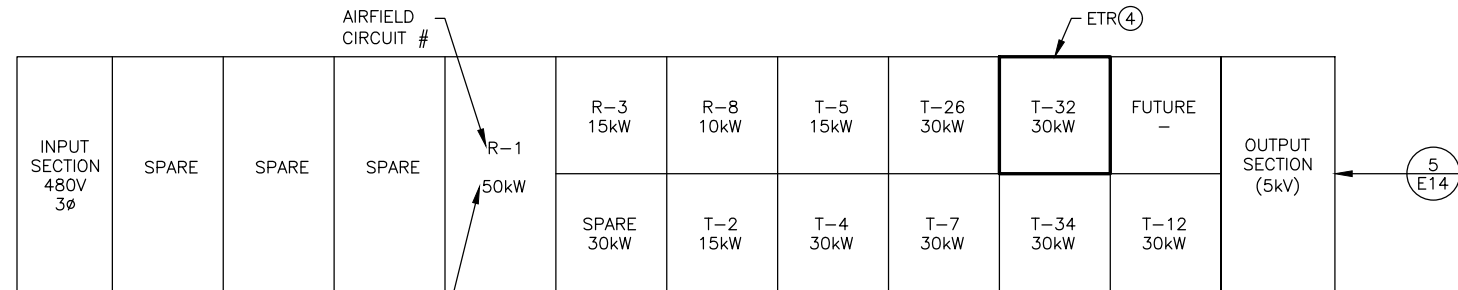 AIRFIELD
CIRCUIT #
ETR 4
INPUT
SECTION
480V
3ø
SPARE
SPARE
SPARE
R-1
50kW
R-3
15kW
R-8
10kW
T-5
15kW
T-26
30kW
T-32
30kW
FUTURE
-
SPARE
30kW
T-2
15kW
T-4
30kW
T-7
30kW
T-34
30kW
T-12
30kW
OUTPUT
SECTION
(5kV)
5
E14